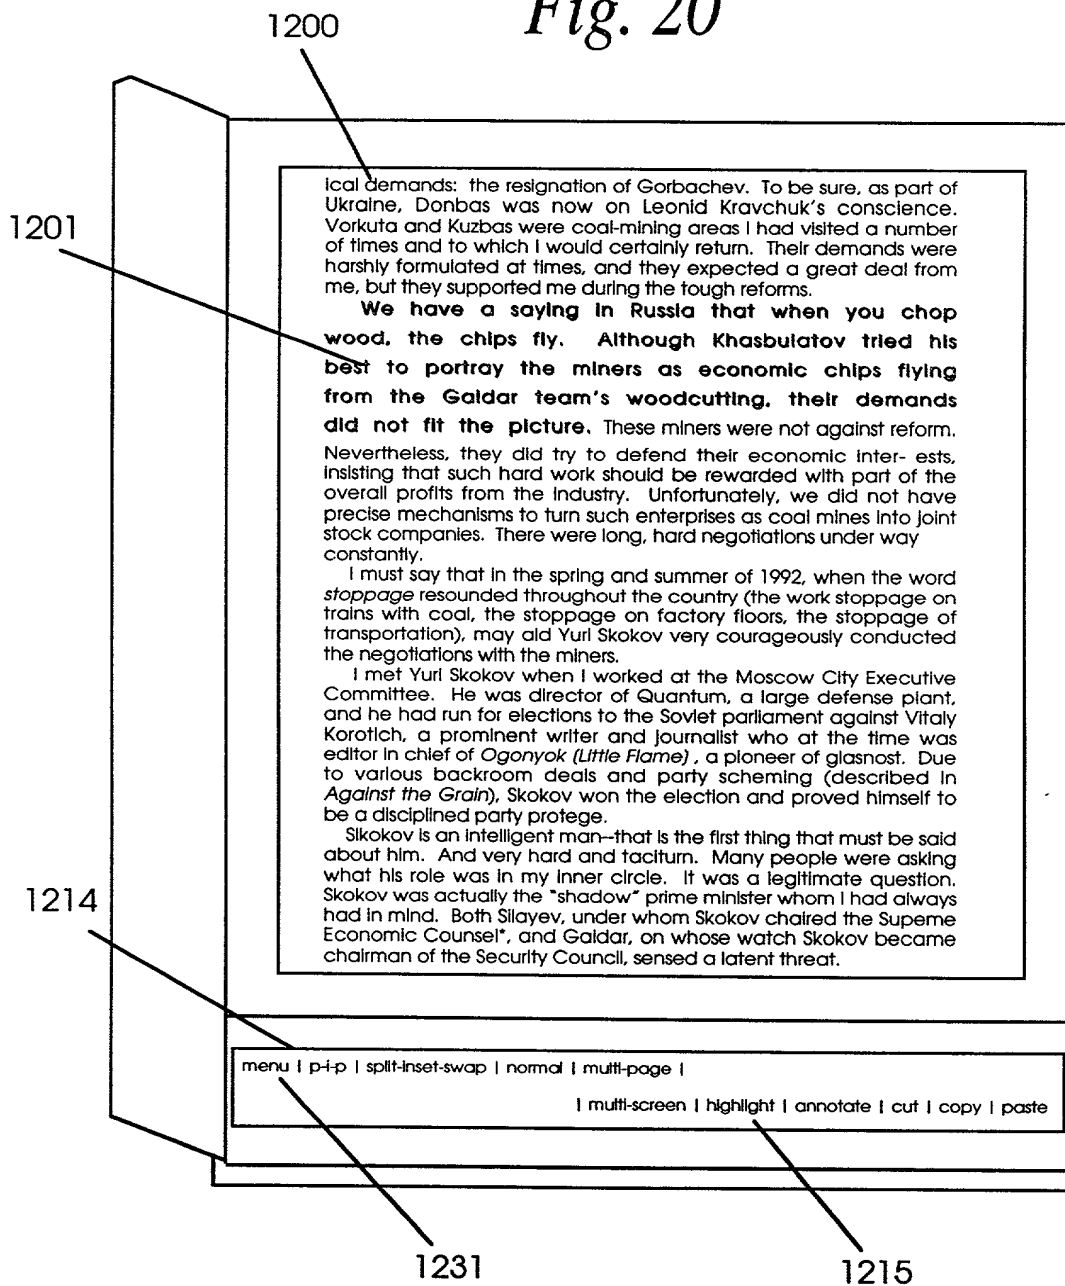 Fig. 20
1200
1201
ical demands: the resignation of Gorbachev. To be sure, as part of
Ukraine, Donbas was now on Leonid Kravchuk's conscience.
Vorkuta and Kuzbas were coal-mining areas I had visited a number
of times and to which I would certainly return. Their demands were
harshly formulated at times, and they expected a great deal from
me, but they supported me during the tough reforms.
We have a saying in Russia that when you chop
wood, the chips fly. Although Khasbulatov tried his
best to portray the miners as economic chips flying
from the Gaidar team's woodcutting, their demands
did not fit the picture. These miners were not against reform.
Nevertheless, they did try to defend their economic inter- ests,
insisting that such hard work should be rewarded with part of the
overall profits from the industry. Unfortunately, we did not have
precise mechanisms to turn such enterprises as coal mines into joint
stock companies. There were long, hard negotiations under way
constantly.
I must say that in the spring and summer of 1992, when the word
stoppage resounded throughout the country (the work stoppage on
trains with coal, the stoppage on factory floors, the stoppage of
transportation), may aid Yuri Skokov very courageously conducted
the negotiations with the miners.
I met Yuri Skokov when I worked at the Moscow City Executive
Committee. He was director of Quantum, a large defense plant,
and he had run for elections to the Soviet parliament against Vitaly
Korotich, a prominent writer and journalist who at the time was
editor in chief of Ogonyok (Little Flame) , a pioneer of glasnost. Due
to various backroom deals and party scheming (described in
Against the Grain), Skokov won the election and proved himself to
be a disciplined party protege.
Slkokov is an intelligent man--that is the first thing that must be said
about him. And very hard and taciturn. Many people were asking
what his role was in my inner circle. It was a legitimate question.
Skokov was actually the "shadow" prime minister whom I had always
had in mind. Both Silayev, under whom Skokov chaired the Supeme
Economic Counsel*, and Gaidar, on whose watch Skokov became
chairman of the Security Council, sensed a latent threat.
1214
menu | p-i-p | split-inset-swap | normal | multi-page |
| multi-screen | highlight | annotate | cut | copy | paste
1231
1215